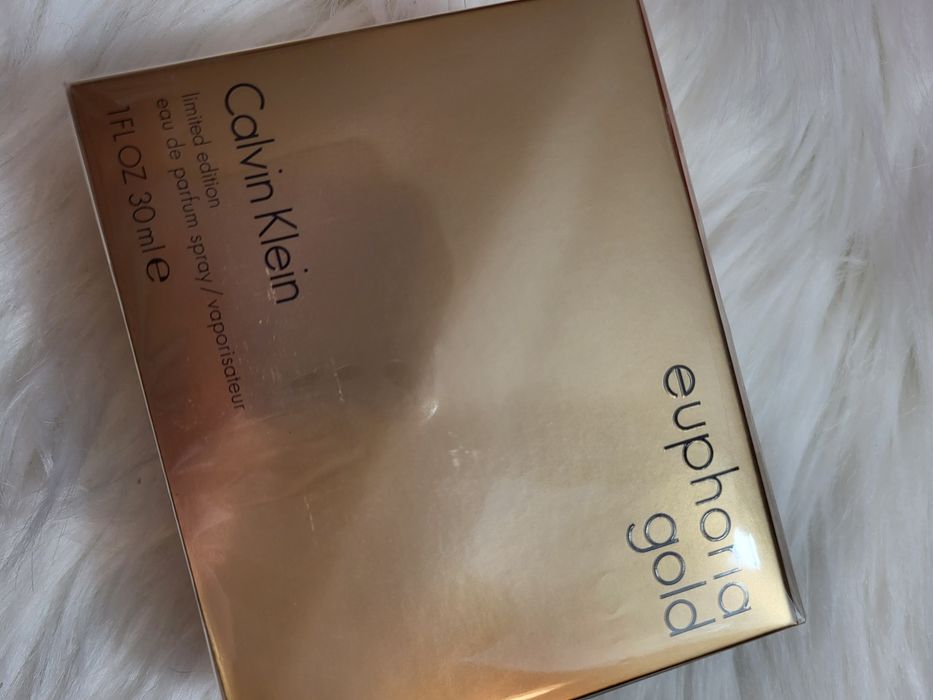 euphoria
gold
Calvin Klein
limited edition
eau de parfum spray/vaporisateur
1 FL OZ 30 ml e